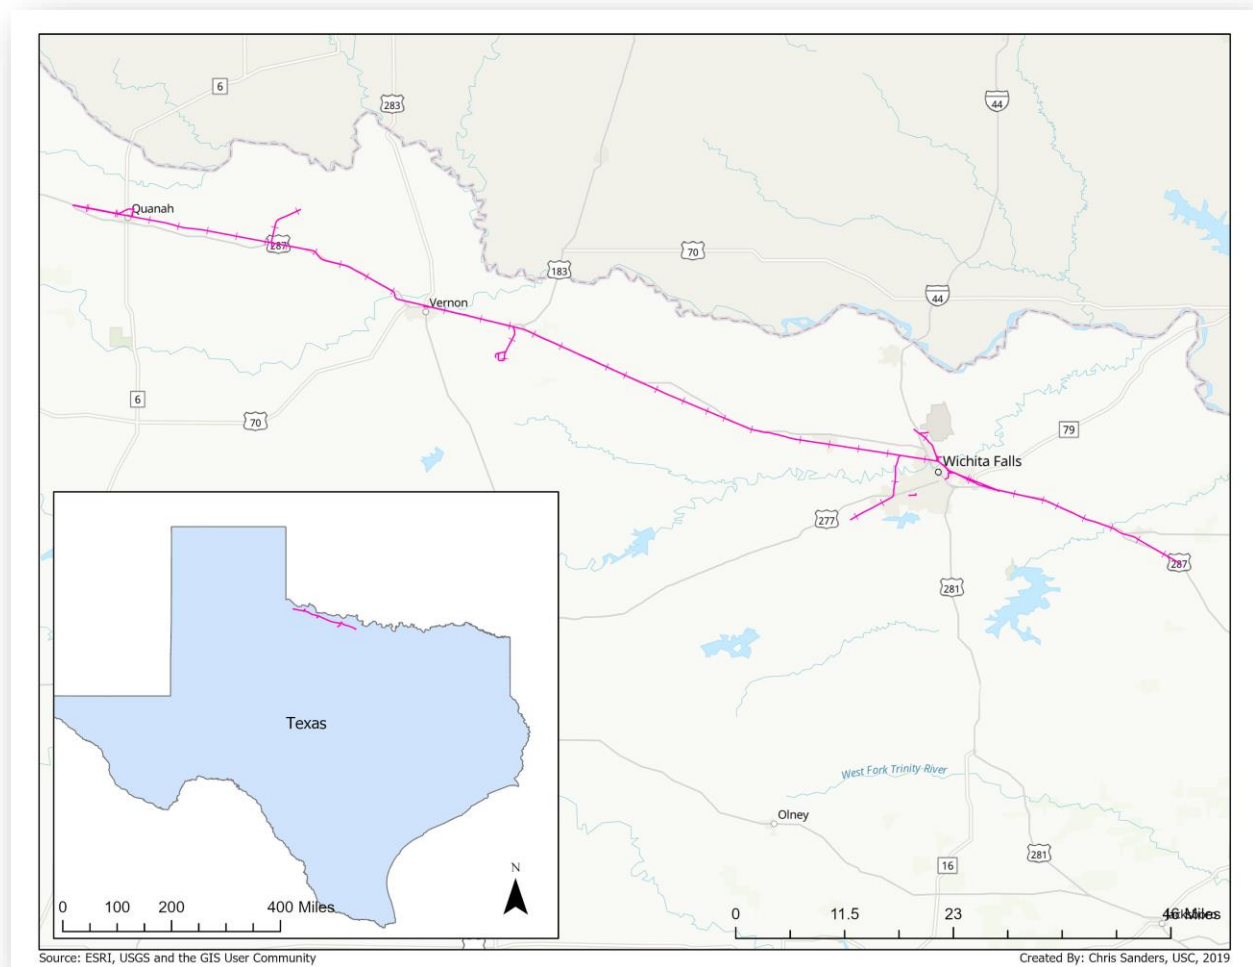 6
283
44
Quanah
287
70
183
44
Vernon
6
70
79
Wichita Falls
277
287
281
Texas
West Fork Trinity River
Olney
N
281
16
0 100 200 400 Miles
0 11.5 23 46 Miles
Source: ESRI, USGS and the GIS User Community
Created By: Chris Sanders, USC, 2019